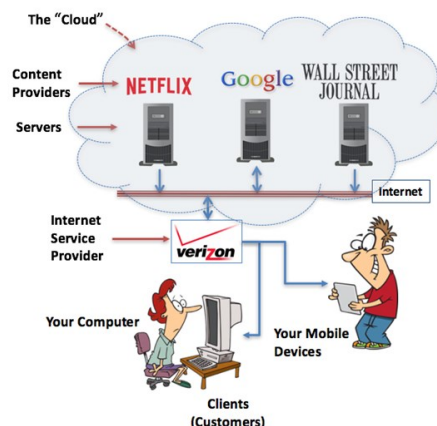 The “Cloud”
Content
Providers
NETFLIX
Google
WALL STREET
JOURNAL
Servers
Internet
Internet
Service
Provider
verizon
Your Computer
Your Mobile
Devices
Clients
(Customers)